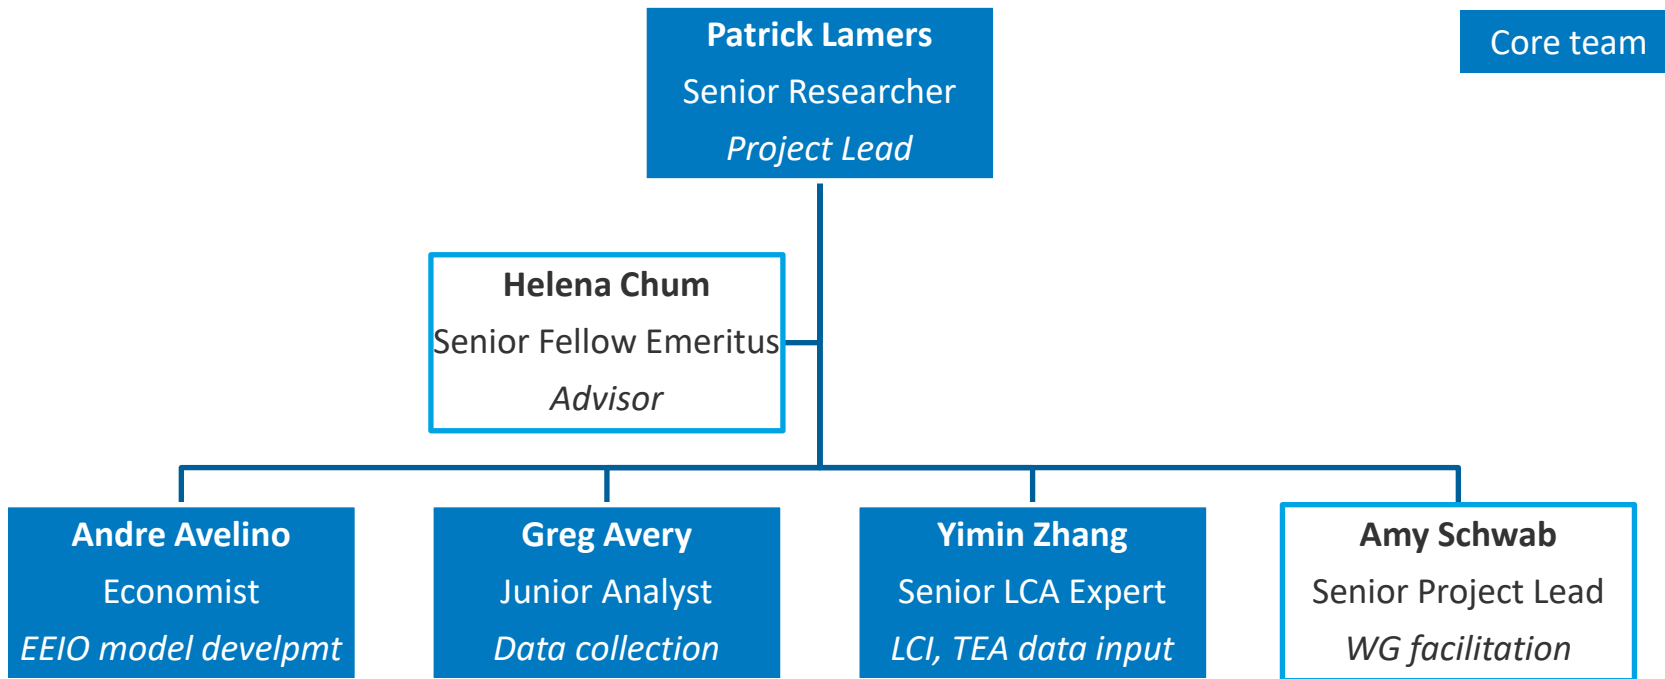 Patrick Lamers
Senior Researcher
Project Lead
Core team
Helena Chum
Senior Fellow Emeritus
Advisor
Andre Avelino
Economist
EEIO model develpmt
Greg Avery
Junior Analyst
Data collection
Yimin Zhang
Senior LCA Expert
LCI, TEA data input
Amy Schwab
Senior Project Lead
WG facilitation